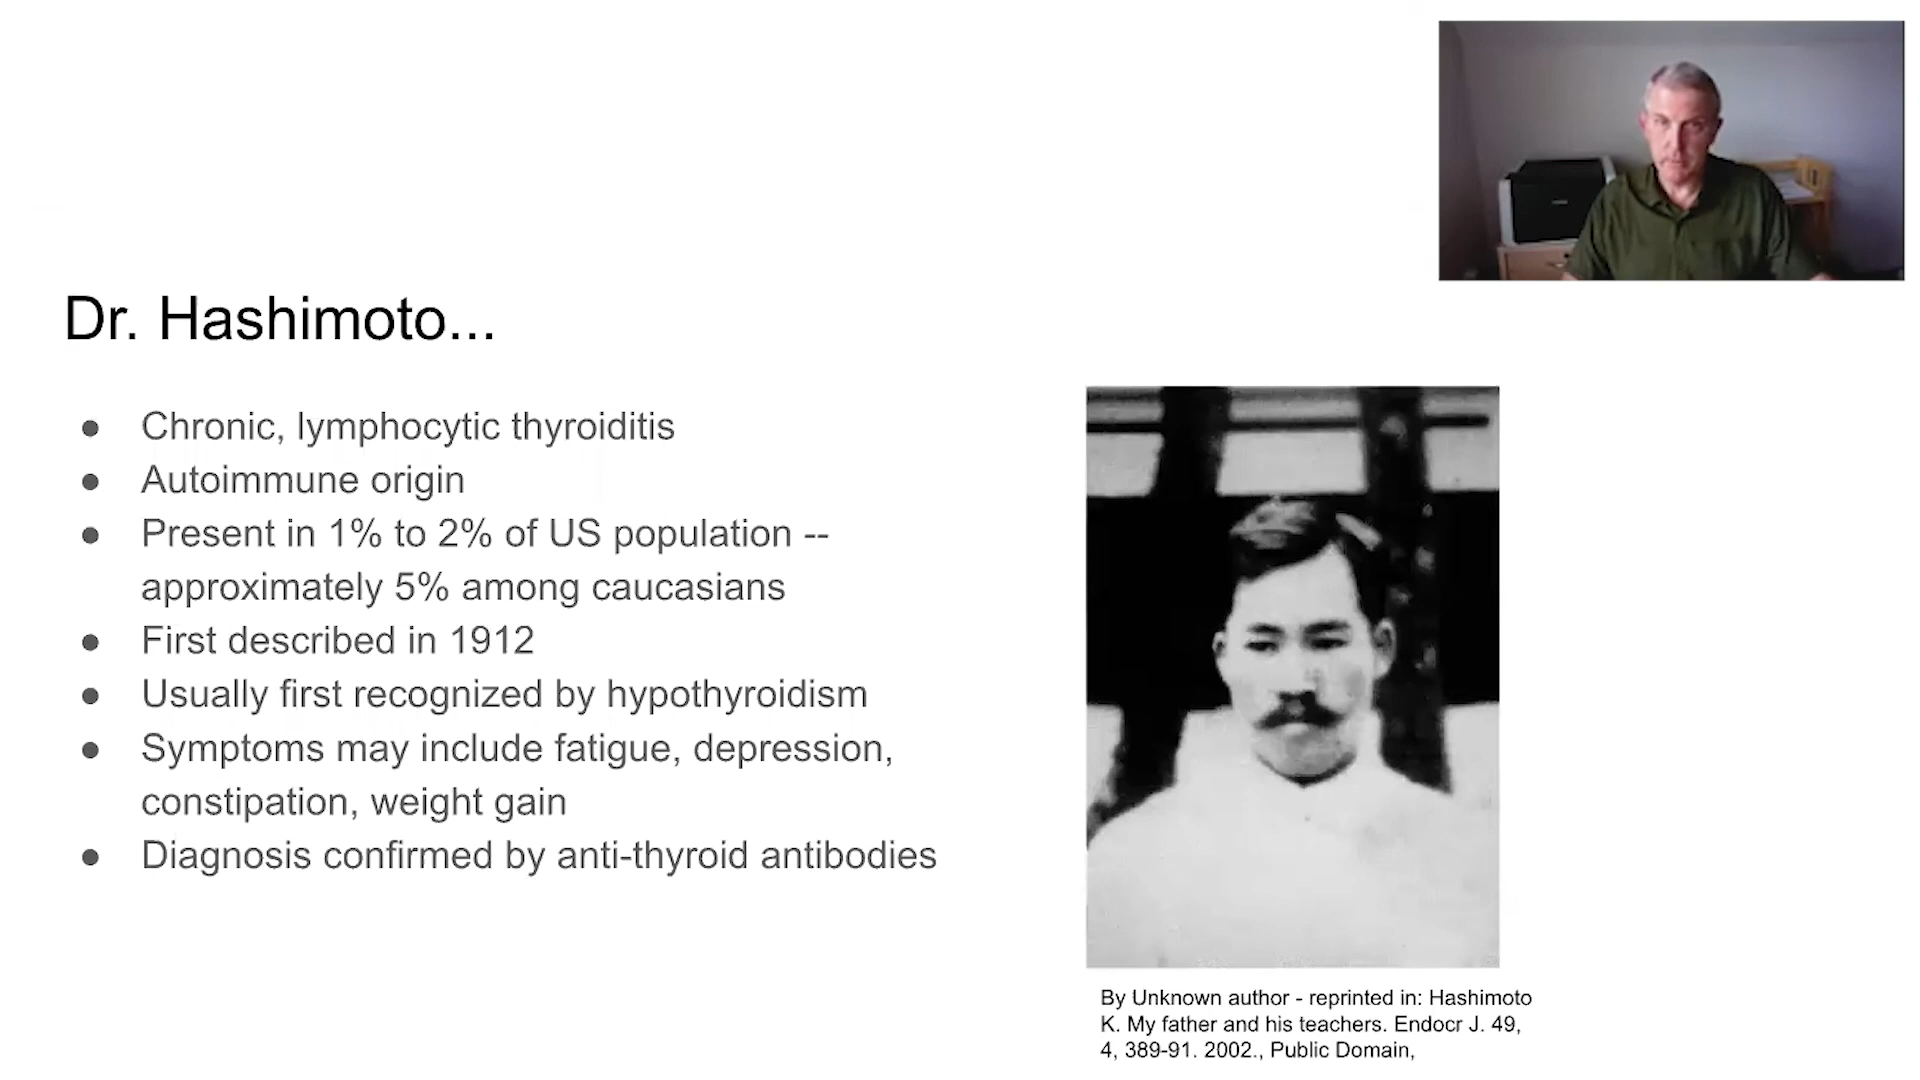 Dr. Hashimoto...
● Chronic, lymphocytic thyroiditis
● Autoimmune origin
● Present in 1% to 2% of US population --
approximately 5% among caucasians
● First described in 1912
● Usually first recognized by hypothyroidism
● Symptoms may include fatigue, depression,
constipation, weight gain
● Diagnosis confirmed by anti-thyroid antibodies
By Unknown author - reprinted in: Hashimoto
K. My father and his teachers. Endocr J. 49,
4, 389-91. 2002., Public Domain,